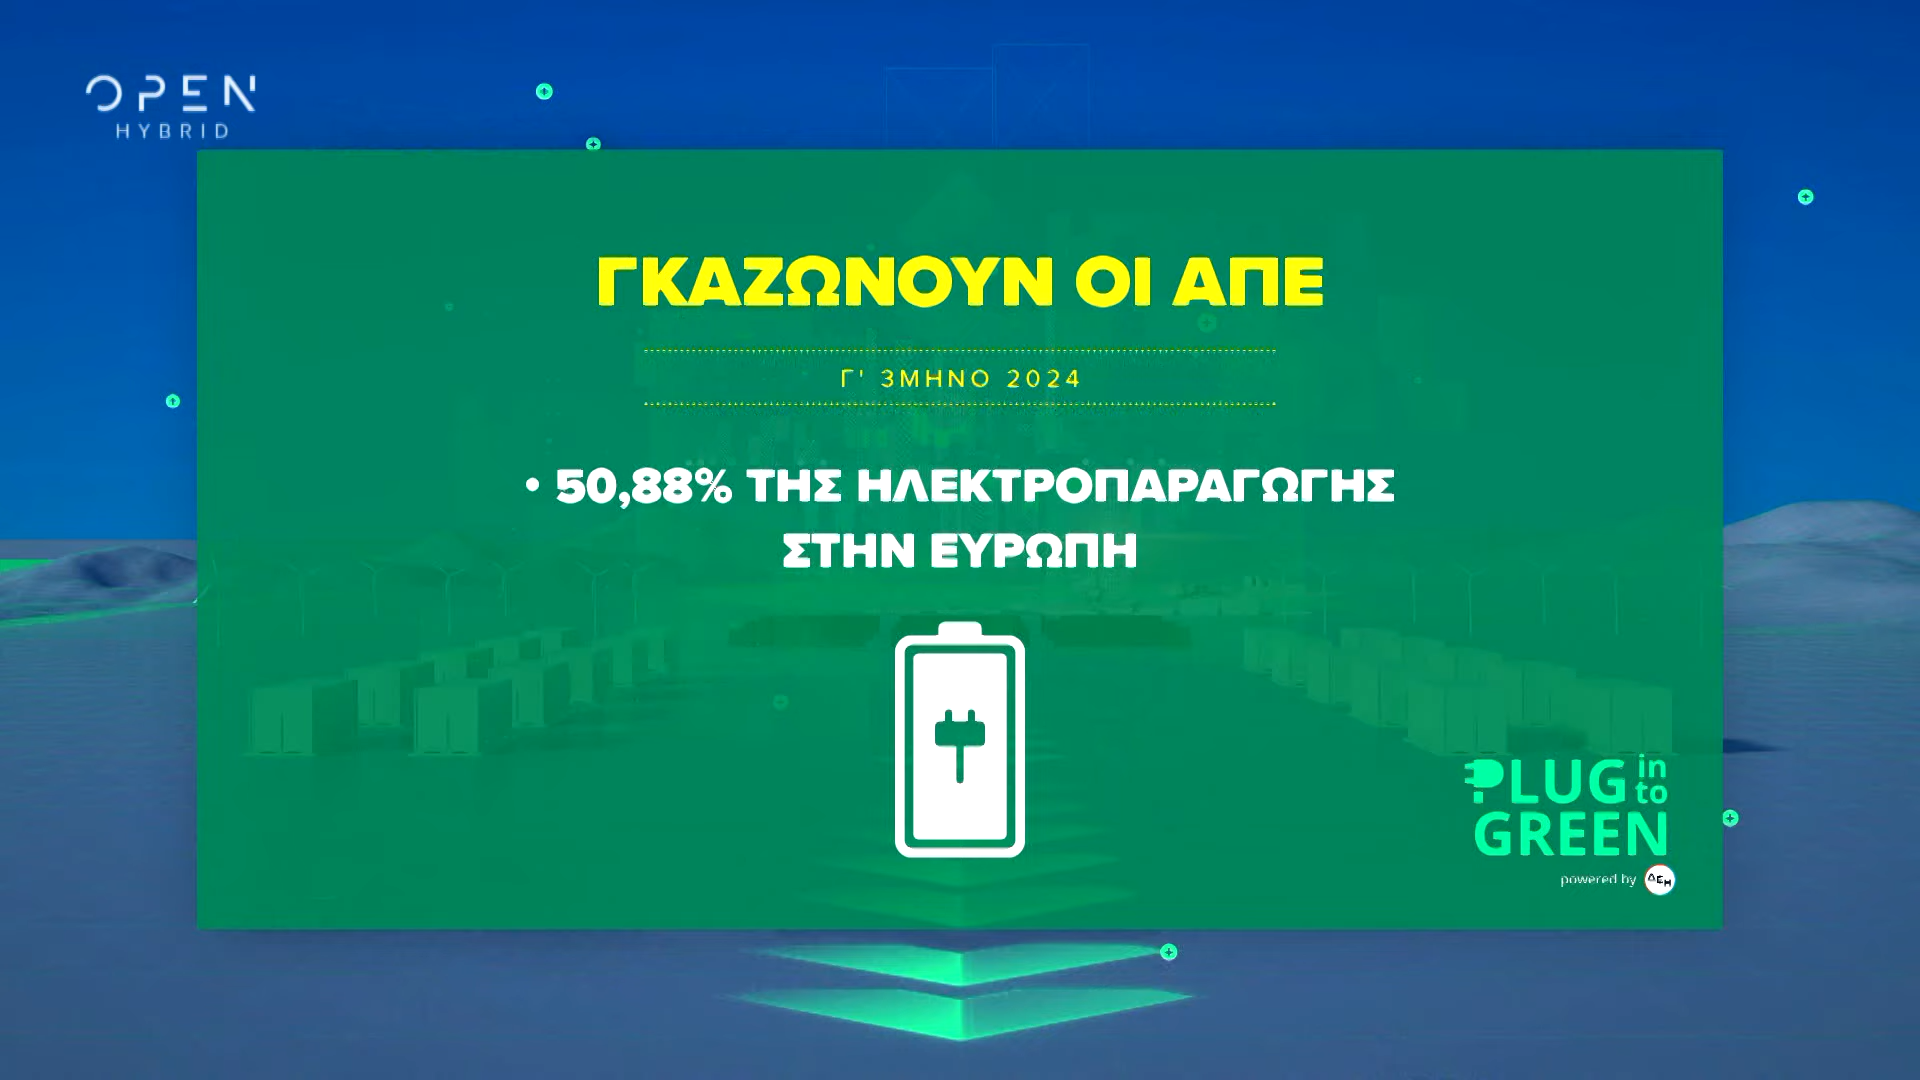 OPEN
HYBRID
ΓΚΑΖΩΝΟΥΝ ΟΙ ΑΠΕ
Γ' 3ΜΗΝΟ 2024
• 50,88% ΤΗΣ ΗΛΕΚΤΡΟΠΑΡΑΓΩΓΗΣ
ΣΤΗΝ ΕΥΡΩΠΗ
PLUG in to
GREEN
powered by ΔΕΗ